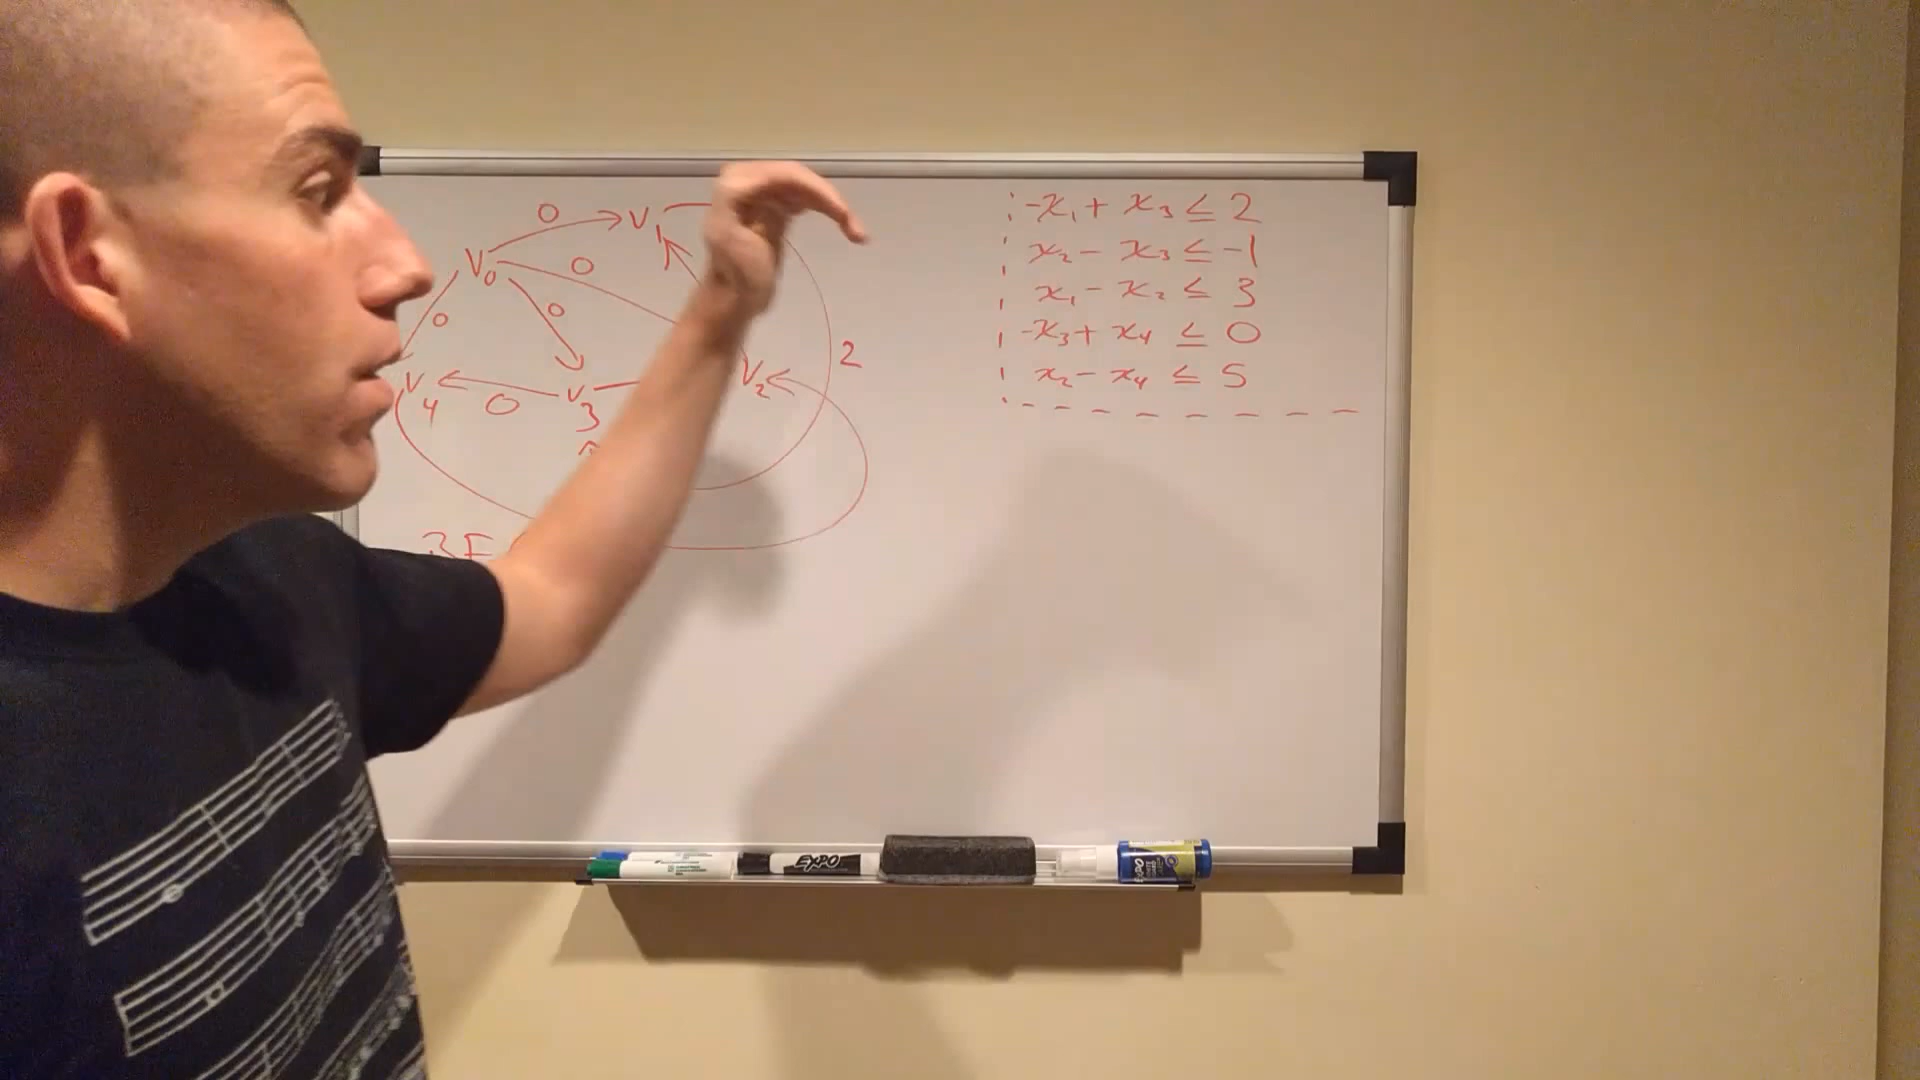 0
V1
V0
0
0
0
2
V4
0
V3
V2
-x₁ + x₃ ≤ 2
x₂ - x₃ ≤ -1
x₁ - x₂ ≤ 3
-x₃ + x₄ ≤ 0
x₂ - x₄ ≤ 5
EXPO
EXPO